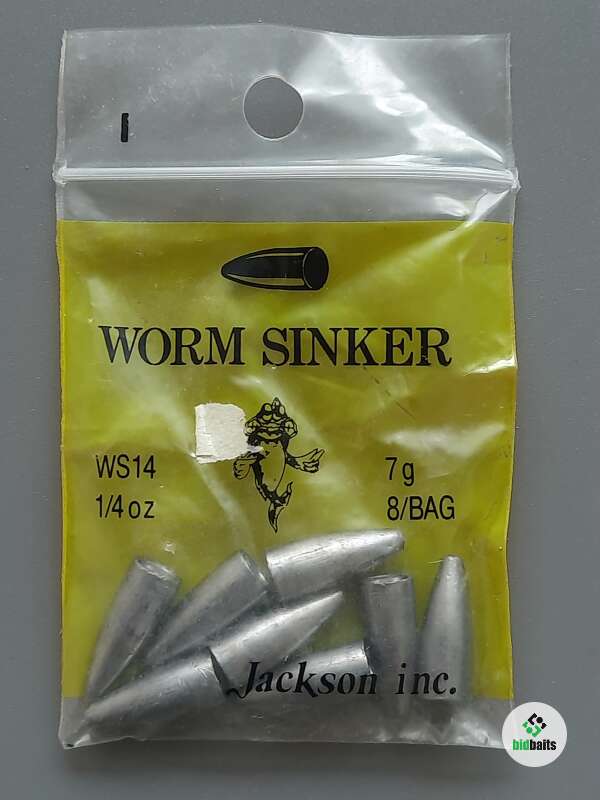 WORM SINKER
WS14
1/4 oz
7g
8/BAG
Jackson inc.
bidbaits